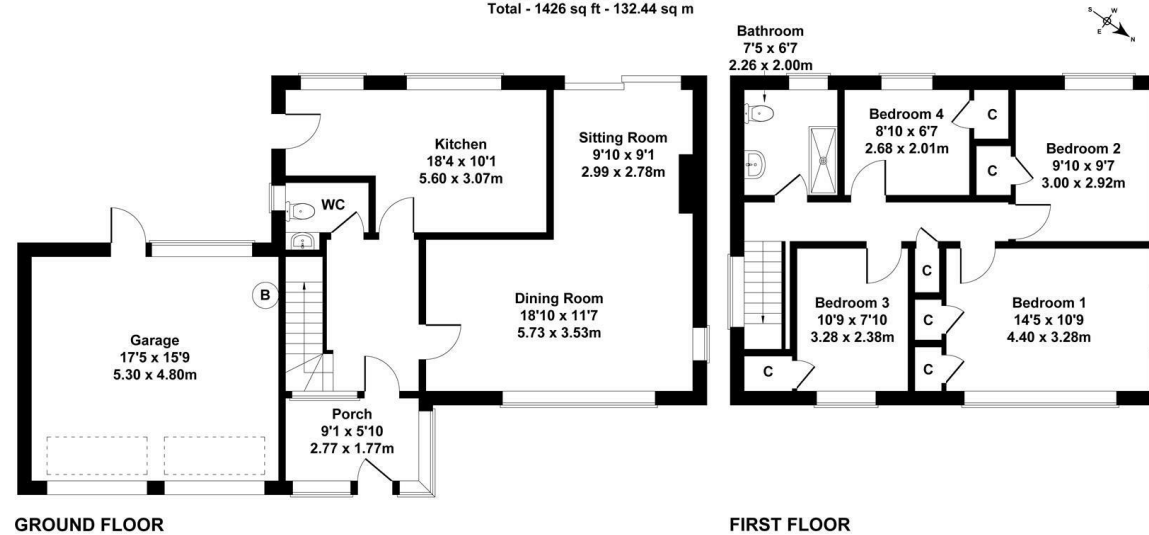 Total - 1426 sq ft - 132.44 sq m
S
W
E
N
Kitchen
18'4 x 10'1
5.60 x 3.07m
Sitting Room
9'10 x 9'1
2.99 x 2.78m
WC
B
Garage
17'5 x 15'9
5.30 x 4.80m
Dining Room
18'10 x 11'7
5.73 x 3.53m
Porch
9'1 x 5'10
2.77 x 1.77m
GROUND FLOOR
Bathroom
7'5 x 6'7
2.26 x 2.00m
Bedroom 4
8'10 x 6'7
2.68 x 2.01m
C
C
Bedroom 2
9'10 x 9'7
3.00 x 2.92m
C
Bedroom 3
10'9 x 7'10
3.28 x 2.38m
C
Bedroom 1
14'5 x 10'9
4.40 x 3.28m
C
C
FIRST FLOOR